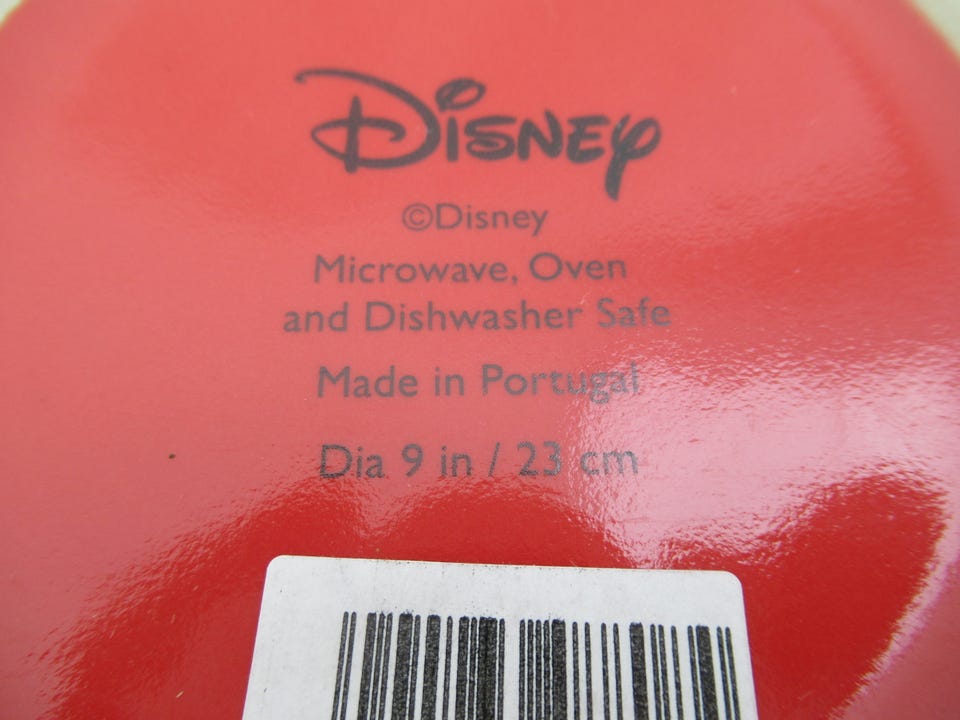 Disney
©Disney
Microwave, Oven
and Dishwasher Safe
Made in Portugal
Dia 9 in / 23 cm